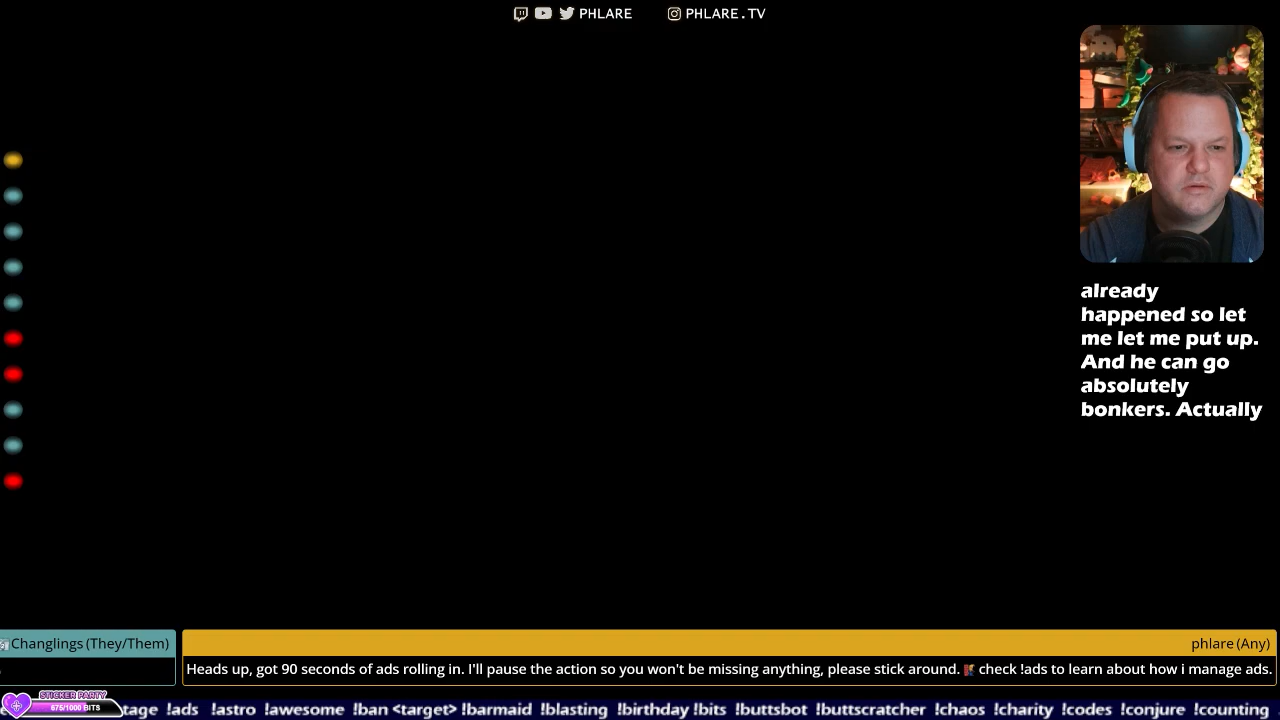 PHLARE PHLARE.TV
already
happened so let
me let me put up.
And he can go
absolutely
bonkers. Actually
Changlings (They/Them)
phlare (Any)
Heads up, got 90 seconds of ads rolling in. I'll pause the action so you won't be missing anything, please stick around. check !ads to learn about how i manage ads.
STICKER PARTY
675/1000 BITS
tage !ads !astro !awesome !ban <target> !barmaid !blasting !birthday !bits !buttsbot !buttscratcher !chaos !charity !codes !conjure !counting